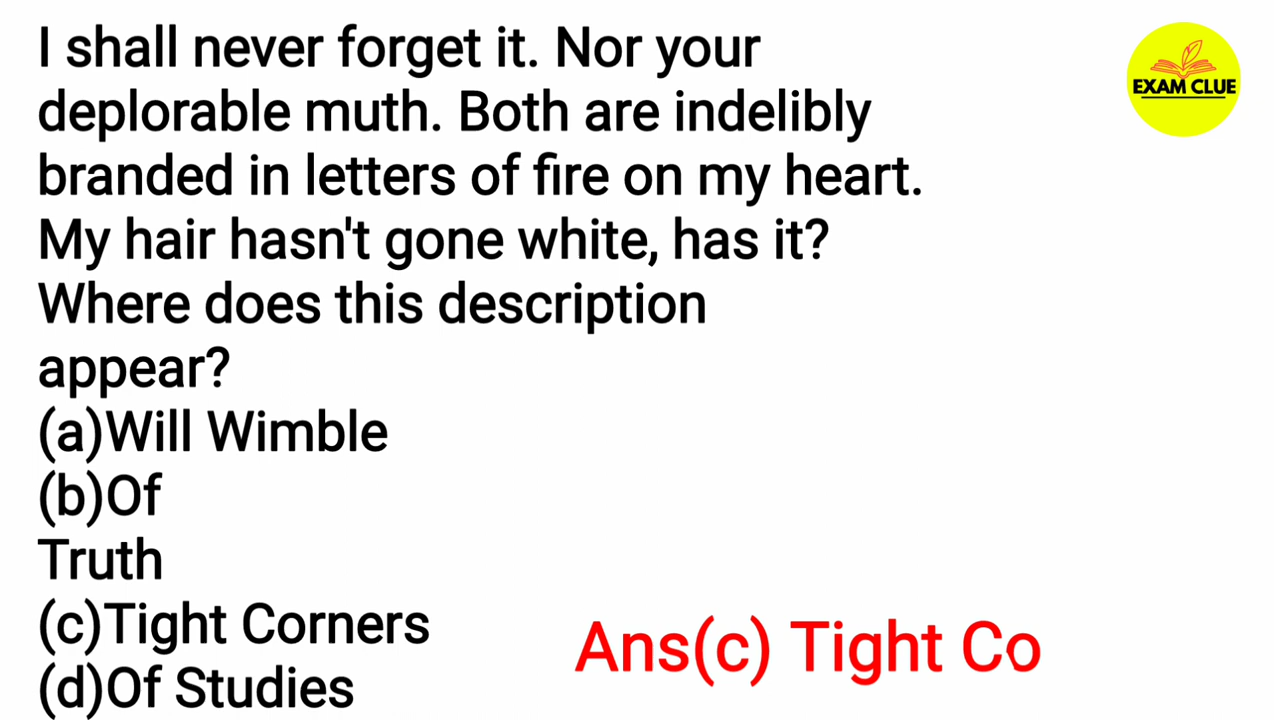 I shall never forget it. Nor your
deplorable muth. Both are indelibly
branded in letters of fire on my heart.
My hair hasn't gone white, has it?
Where does this description
appear?
(a)Will Wimble
(b)Of
Truth
(c)Tight Corners
(d)Of Studies
Ans(c) Tight Co
EXAM CLUE